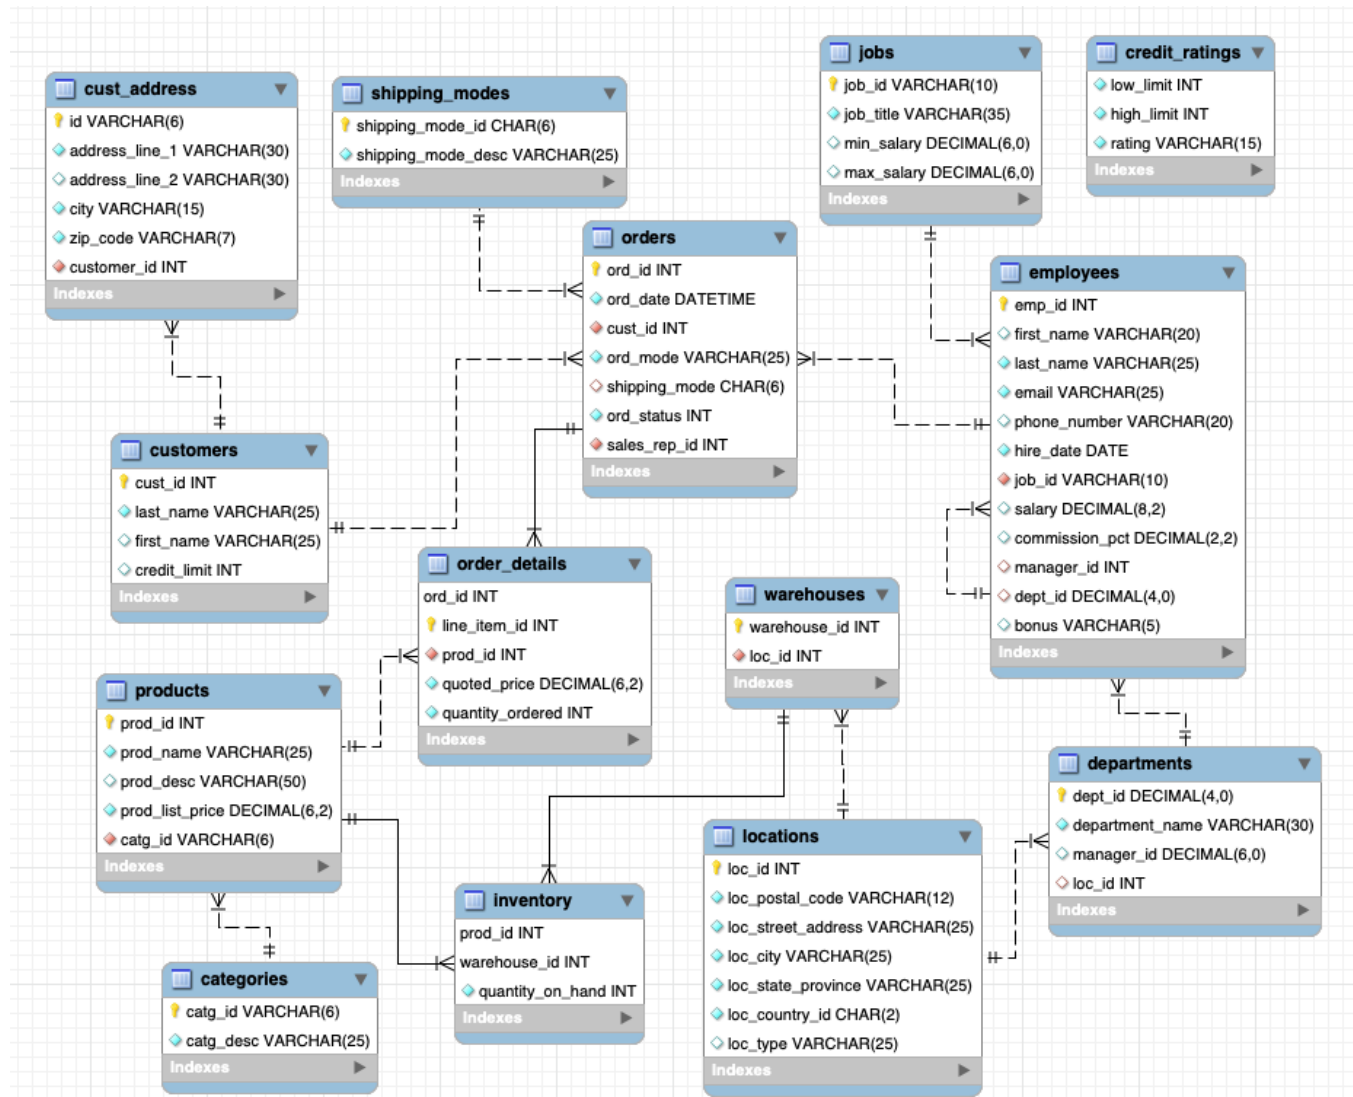 cust_address
id VARCHAR(6)
address_line_1 VARCHAR(30)
address_line_2 VARCHAR(30)
city VARCHAR(15)
zip_code VARCHAR(7)
customer_id INT
Indexes
shipping_modes
shipping_mode_id CHAR(6)
shipping_mode_desc VARCHAR(25)
Indexes
jobs
job_id VARCHAR(10)
job_title VARCHAR(35)
min_salary DECIMAL(6,0)
max_salary DECIMAL(6,0)
Indexes
credit_ratings
low_limit INT
high_limit INT
rating VARCHAR(15)
Indexes
orders
ord_id INT
ord_date DATETIME
cust_id INT
ord_mode VARCHAR(25)
shipping_mode CHAR(6)
ord_status INT
sales_rep_id INT
Indexes
employees
emp_id INT
first_name VARCHAR(20)
last_name VARCHAR(25)
email VARCHAR(25)
phone_number VARCHAR(20)
hire_date DATE
job_id VARCHAR(10)
salary DECIMAL(8,2)
commission_pct DECIMAL(2,2)
manager_id INT
dept_id DECIMAL(4,0)
bonus VARCHAR(5)
Indexes
customers
cust_id INT
last_name VARCHAR(25)
first_name VARCHAR(25)
credit_limit INT
Indexes
order_details
ord_id INT
line_item_id INT
prod_id INT
quoted_price DECIMAL(6,2)
quantity_ordered INT
Indexes
warehouses
warehouse_id INT
loc_id INT
Indexes
products
prod_id INT
prod_name VARCHAR(25)
prod_desc VARCHAR(50)
prod_list_price DECIMAL(6,2)
catg_id VARCHAR(6)
Indexes
departments
dept_id DECIMAL(4,0)
department_name VARCHAR(30)
manager_id DECIMAL(6,0)
loc_id INT
Indexes
locations
loc_id INT
loc_postal_code VARCHAR(12)
loc_street_address VARCHAR(25)
loc_city VARCHAR(25)
loc_state_province VARCHAR(25)
loc_country_id CHAR(2)
loc_type VARCHAR(25)
Indexes
inventory
prod_id INT
warehouse_id INT
quantity_on_hand INT
Indexes
categories
catg_id VARCHAR(6)
catg_desc VARCHAR(25)
Indexes